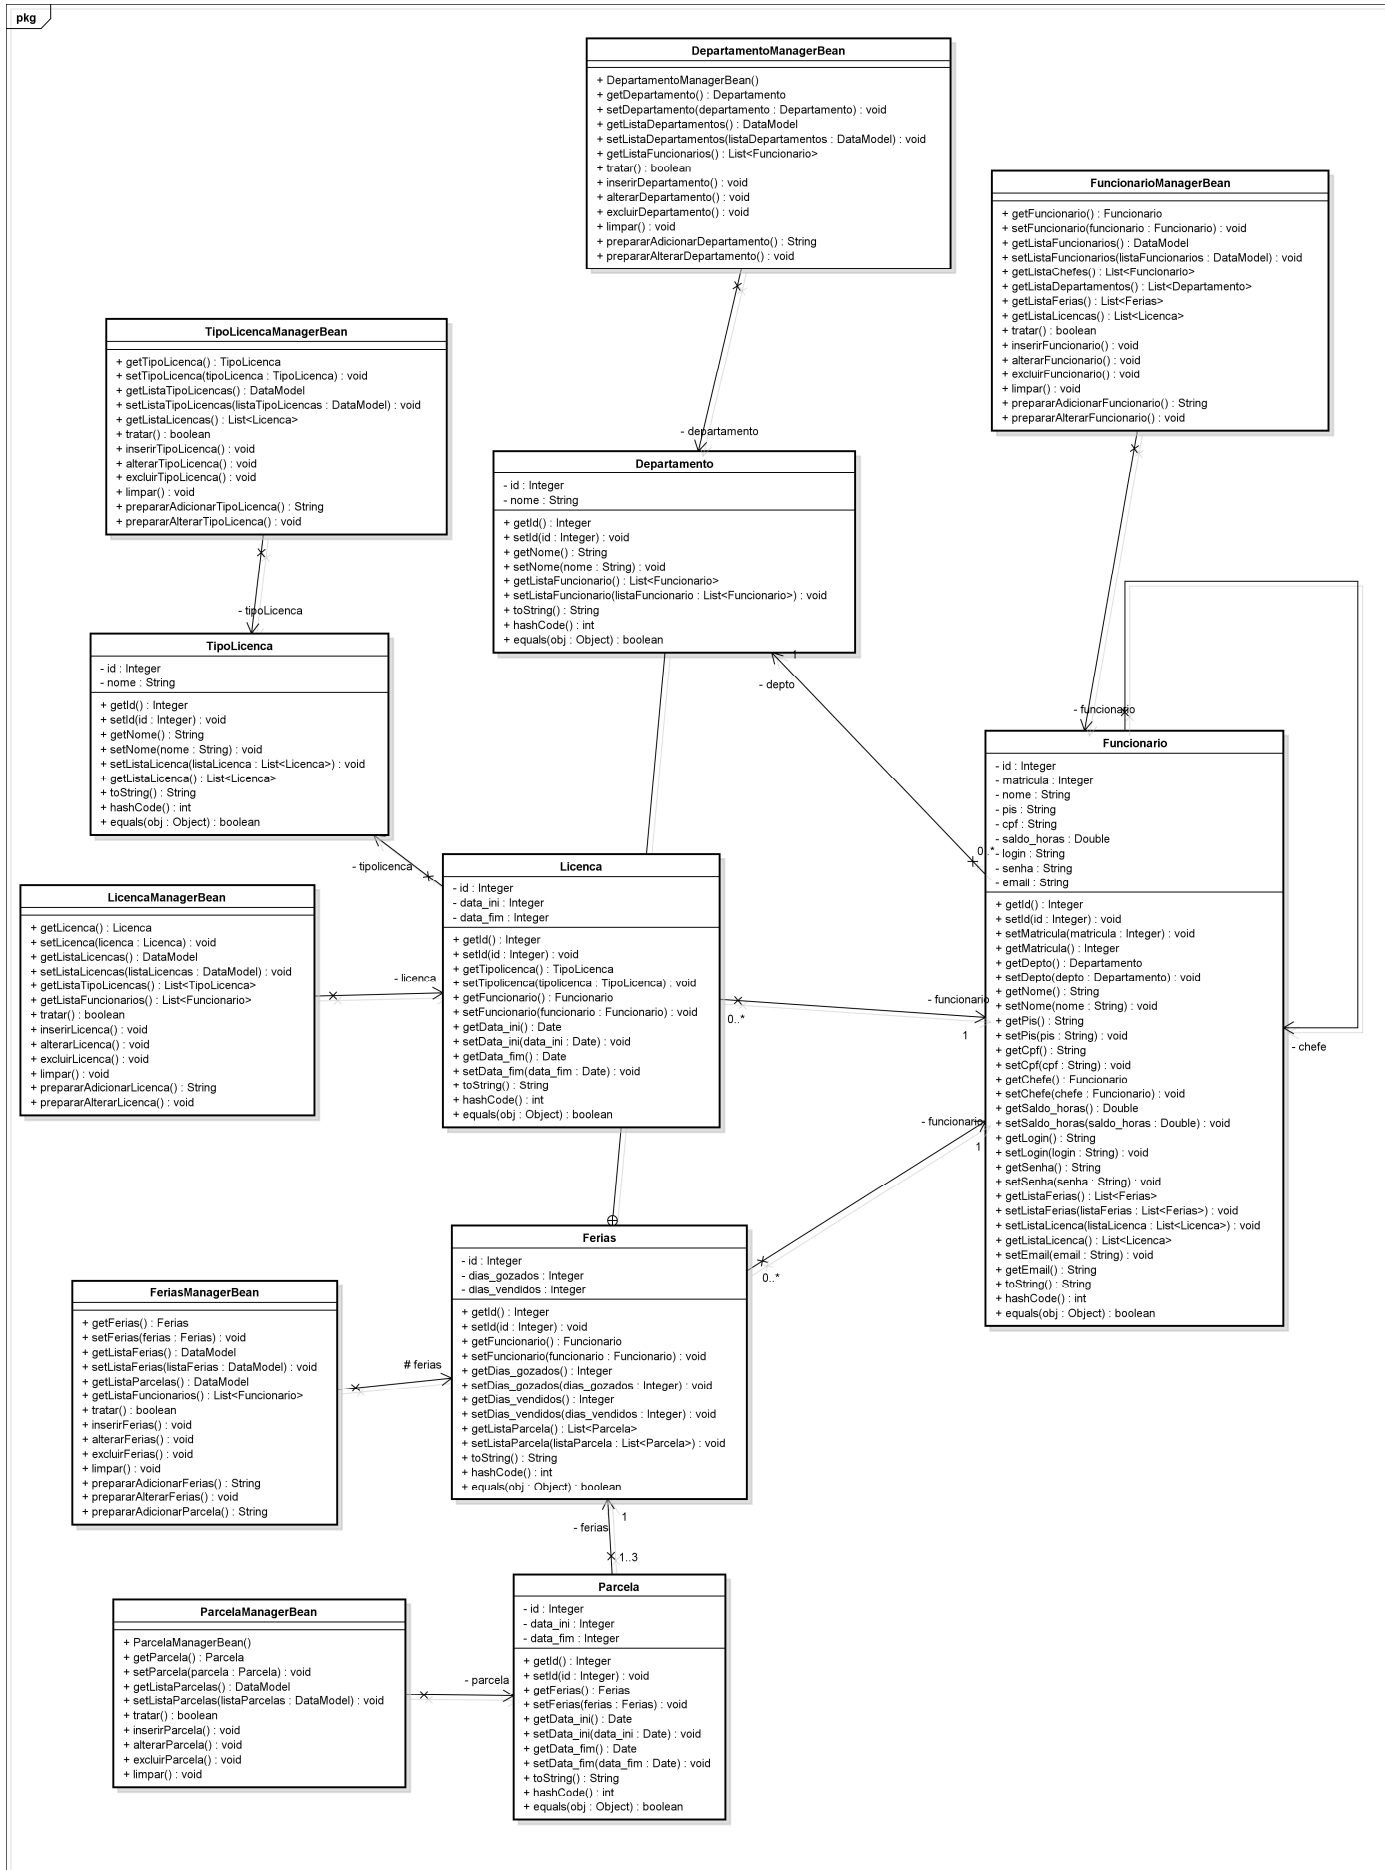 pkg
DepartamentoManagerBean
+ DepartamentoManagerBean()
+ getDepartamento() : Departamento
+ setDepartamento(departamento : Departamento) : void
+ getListaDepartamentos() : DataModel
+ setListaDepartamentos(listaDepartamentos : DataModel) : void
+ getListaFuncionarios() : List<Funcionario>
+ tratar() : boolean
+ inserirDepartamento() : void
+ alterarDepartamento() : void
+ excluirDepartamento() : void
+ limpar() : void
+ prepararAdicionarDepartamento() : String
+ prepararAlterarDepartamento() : void
FuncionarioManagerBean
+ getFuncionario() : Funcionario
+ setFuncionario(funcionario : Funcionario) : void
+ getListaFuncionarios() : DataModel
+ setListaFuncionarios(listaFuncionarios : DataModel) : void
+ getListaChefes() : List<Funcionario>
+ getListaDepartamentos() : List<Departamento>
+ getListaFerias() : List<Ferias>
+ getListaLicencas() : List<Licenca>
+ tratar() : boolean
+ inserirFuncionario() : void
+ alterarFuncionario() : void
+ excluirFuncionario() : void
+ limpar() : void
+ prepararAdicionarFuncionario() : String
+ prepararAlterarFuncionario() : void
TipoLicencaManagerBean
+ getTipoLicenca() : TipoLicenca
+ setTipoLicenca(tipoLicenca : TipoLicenca) : void
+ getListaTipoLicencas() : DataModel
+ setListaTipoLicencas(listaTipoLicencas : DataModel) : void
+ getListaLicencas() : List<Licenca>
+ tratar() : boolean
+ inserirTipoLicenca() : void
+ alterarTipoLicenca() : void
+ excluirTipoLicenca() : void
+ limpar() : void
+ prepararAdicionarTipoLicenca() : String
+ prepararAlterarTipoLicenca() : void
- departamento
Departamento
- id : Integer
- nome : String
+ getId() : Integer
+ setId(id : Integer) : void
+ getNome() : String
+ setNome(nome : String) : void
+ getListaFuncionario() : List<Funcionario>
+ setListaFuncionario(listaFuncionario : List<Funcionario>) : void
+ toString() : String
+ hashCode() : int
+ equals(obj : Object) : boolean
- tipoLicenca
TipoLicenca
- id : Integer
- nome : String
+ getId() : Integer
+ setId(id : Integer) : void
+ getNome() : String
+ setNome(nome : String) : void
+ setListaLicenca(listaLicenca : List<Licenca>) : void
+ getListaLicenca() : List<Licenca>
+ toString() : String
+ hashCode() : int
+ equals(obj : Object) : boolean
1
- depto
- funcionario
Funcionario
- id : Integer
- matricula : Integer
- nome : String
- pis : String
- cpf : String
- saldo_horas : Double
- login : String
- senha : String
- email : String
+ getId() : Integer
+ setId(id : Integer) : void
+ setMatricula(matricula : Integer) : void
+ getMatricula() : Integer
+ getDepto() : Departamento
+ setDepto(depto : Departamento) : void
+ getNome() : String
+ setNome(nome : String) : void
+ getPis() : String
+ setPis(pis : String) : void
+ getCpf() : String
+ setCpf(cpf : String) : void
+ getChefe() : Funcionario
+ setChefe(chefe : Funcionario) : void
+ getSaldo_horas() : Double
+ setSaldo_horas(saldo_horas : Double) : void
+ getLogin() : String
+ setLogin(login : String) : void
+ getSenha() : String
+ setSenha(senha : String) : void
+ getListaFerias() : List<Ferias>
+ setListaFerias(listaFerias : List<Ferias>) : void
+ setListaLicenca(listaLicenca : List<Licenca>) : void
+ getListaLicenca() : List<Licenca>
+ setEmail(email : String) : void
+ getEmail() : String
+ toString() : String
+ hashCode() : int
+ equals(obj : Object) : boolean
0..*
- chefe
- tipolicenca
Licenca
- id : Integer
- data_ini : Integer
- data_fim : Integer
+ getId() : Integer
+ setId(id : Integer) : void
+ getTipolicenca() : TipoLicenca
+ setTipolicenca(tipolicenca : TipoLicenca) : void
+ getFuncionario() : Funcionario
+ setFuncionario(funcionario : Funcionario) : void
+ getData_ini() : Date
+ setData_ini(data_ini : Date) : void
+ getData_fim() : Date
+ setData_fim(data_fim : Date) : void
+ toString() : String
+ hashCode() : int
+ equals(obj : Object) : boolean
LicencaManagerBean
+ getLicenca() : Licenca
+ setLicenca(licenca : Licenca) : void
+ getListaLicencas() : DataModel
+ setListaLicencas(listaLicencas : DataModel) : void
+ getListaTipoLicencas() : List<TipoLicenca>
+ getListaFuncionarios() : List<Funcionario>
+ tratar() : boolean
+ inserirLicenca() : void
+ alterarLicenca() : void
+ excluirLicenca() : void
+ limpar() : void
+ prepararAdicionarLicenca() : String
+ prepararAlterarLicenca() : void
- licenca
- funcionario
0..*
1
- funcionario
1
0..*
Ferias
- id : Integer
- dias_gozados : Integer
- dias_vendidos : Integer
+ getId() : Integer
+ setId(id : Integer) : void
+ getFuncionario() : Funcionario
+ setFuncionario(funcionario : Funcionario) : void
+ getDias_gozados() : Integer
+ setDias_gozados(dias_gozados : Integer) : void
+ getDias_vendidos() : Integer
+ setDias_vendidos(dias_vendidos : Integer) : void
+ getListaParcela() : List<Parcela>
+ setListaParcela(listaParcela : List<Parcela>) : void
+ toString() : String
+ hashCode() : int
+ equals(obj : Object) : boolean
FeriasManagerBean
+ getFerias() : Ferias
+ setFerias(ferias : Ferias) : void
+ getListaFerias() : DataModel
+ setListaFerias(listaFerias : DataModel) : void
+ getListaParcelas() : DataModel
+ getListaFuncionarios() : List<Funcionario>
+ tratar() : boolean
+ inserirFerias() : void
+ alterarFerias() : void
+ excluirFerias() : void
+ limpar() : void
+ prepararAdicionarFerias() : String
+ prepararAlterarFerias() : void
+ prepararAdicionarParcela() : String
# ferias
1
- ferias
1..3
Parcela
- id : Integer
- data_ini : Integer
- data_fim : Integer
+ getId() : Integer
+ setId(id : Integer) : void
+ getFerias() : Ferias
+ setFerias(ferias : Ferias) : void
+ getData_ini() : Date
+ setData_ini(data_ini : Date) : void
+ getData_fim() : Date
+ setData_fim(data_fim : Date) : void
+ toString() : String
+ hashCode() : int
+ equals(obj : Object) : boolean
ParcelaManagerBean
+ ParcelaManagerBean()
+ getParcela() : Parcela
+ setParcela(parcela : Parcela) : void
+ getListaParcelas() : DataModel
+ setListaParcelas(listaParcelas : DataModel) : void
+ tratar() : boolean
+ inserirParcela() : void
+ alterarParcela() : void
+ excluirParcela() : void
+ limpar() : void
- parcela